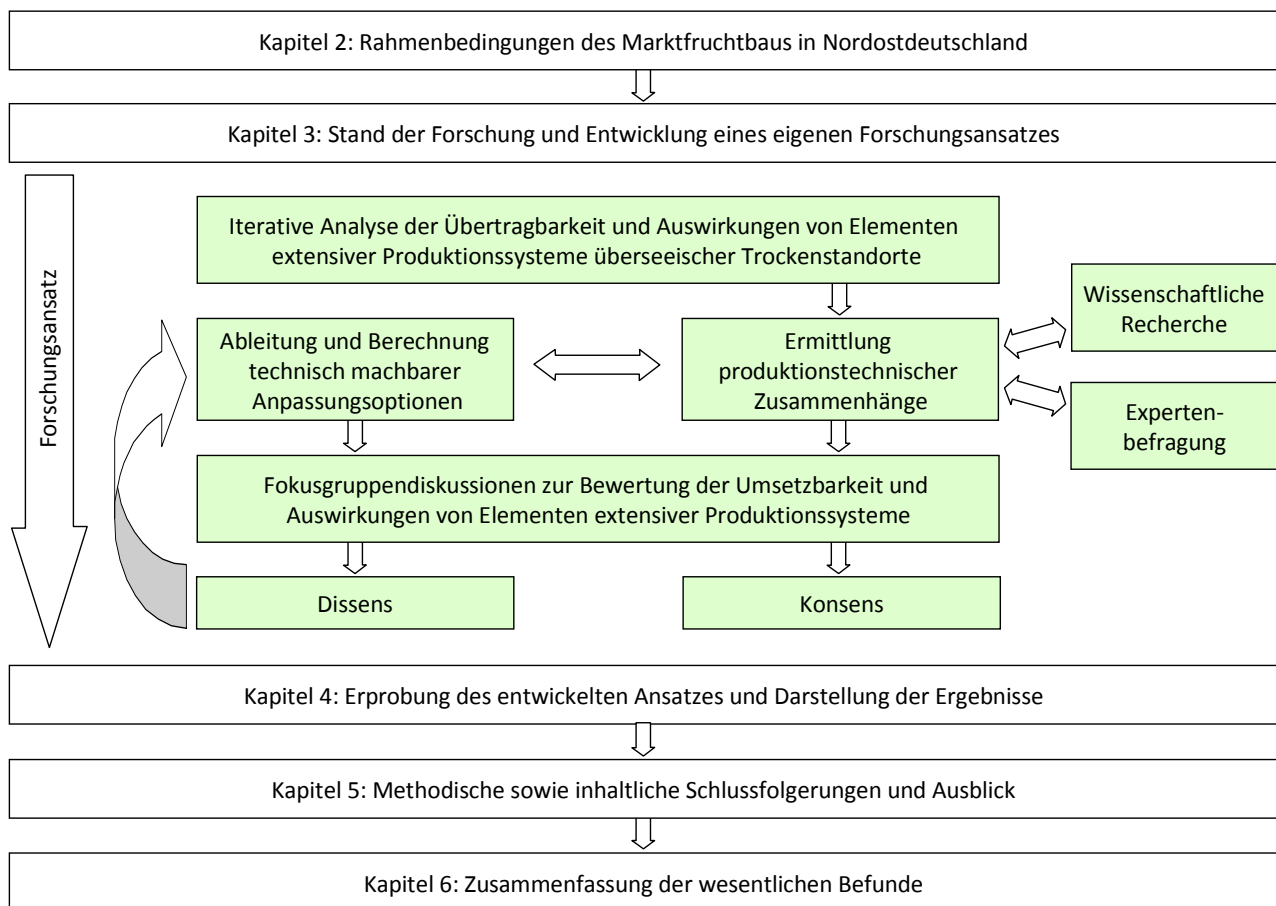 Kapitel 2: Rahmenbedingungen des Marktfruchtbaus in Nordostdeutschland
Kapitel 3: Stand der Forschung und Entwicklung eines eigenen Forschungsansatzes
Forschungsansatz
Iterative Analyse der Übertragbarkeit und Auswirkungen von Elementen
extensiver Produktionssysteme überseeischer Trockenstandorte
Ableitung und Berechnung
technisch machbarer
Anpassungsoptionen
Ermittlung
produktionstechnischer
Zusammenhänge
Wissenschaftliche
Recherche
Experten-
befragung
Fokusgruppendiskussionen zur Bewertung der Umsetzbarkeit und
Auswirkungen von Elementen extensiver Produktionssysteme
Dissens
Konsens
Kapitel 4: Erprobung des entwickelten Ansatzes und Darstellung der Ergebnisse
Kapitel 5: Methodische sowie inhaltliche Schlussfolgerungen und Ausblick
Kapitel 6: Zusammenfassung der wesentlichen Befunde